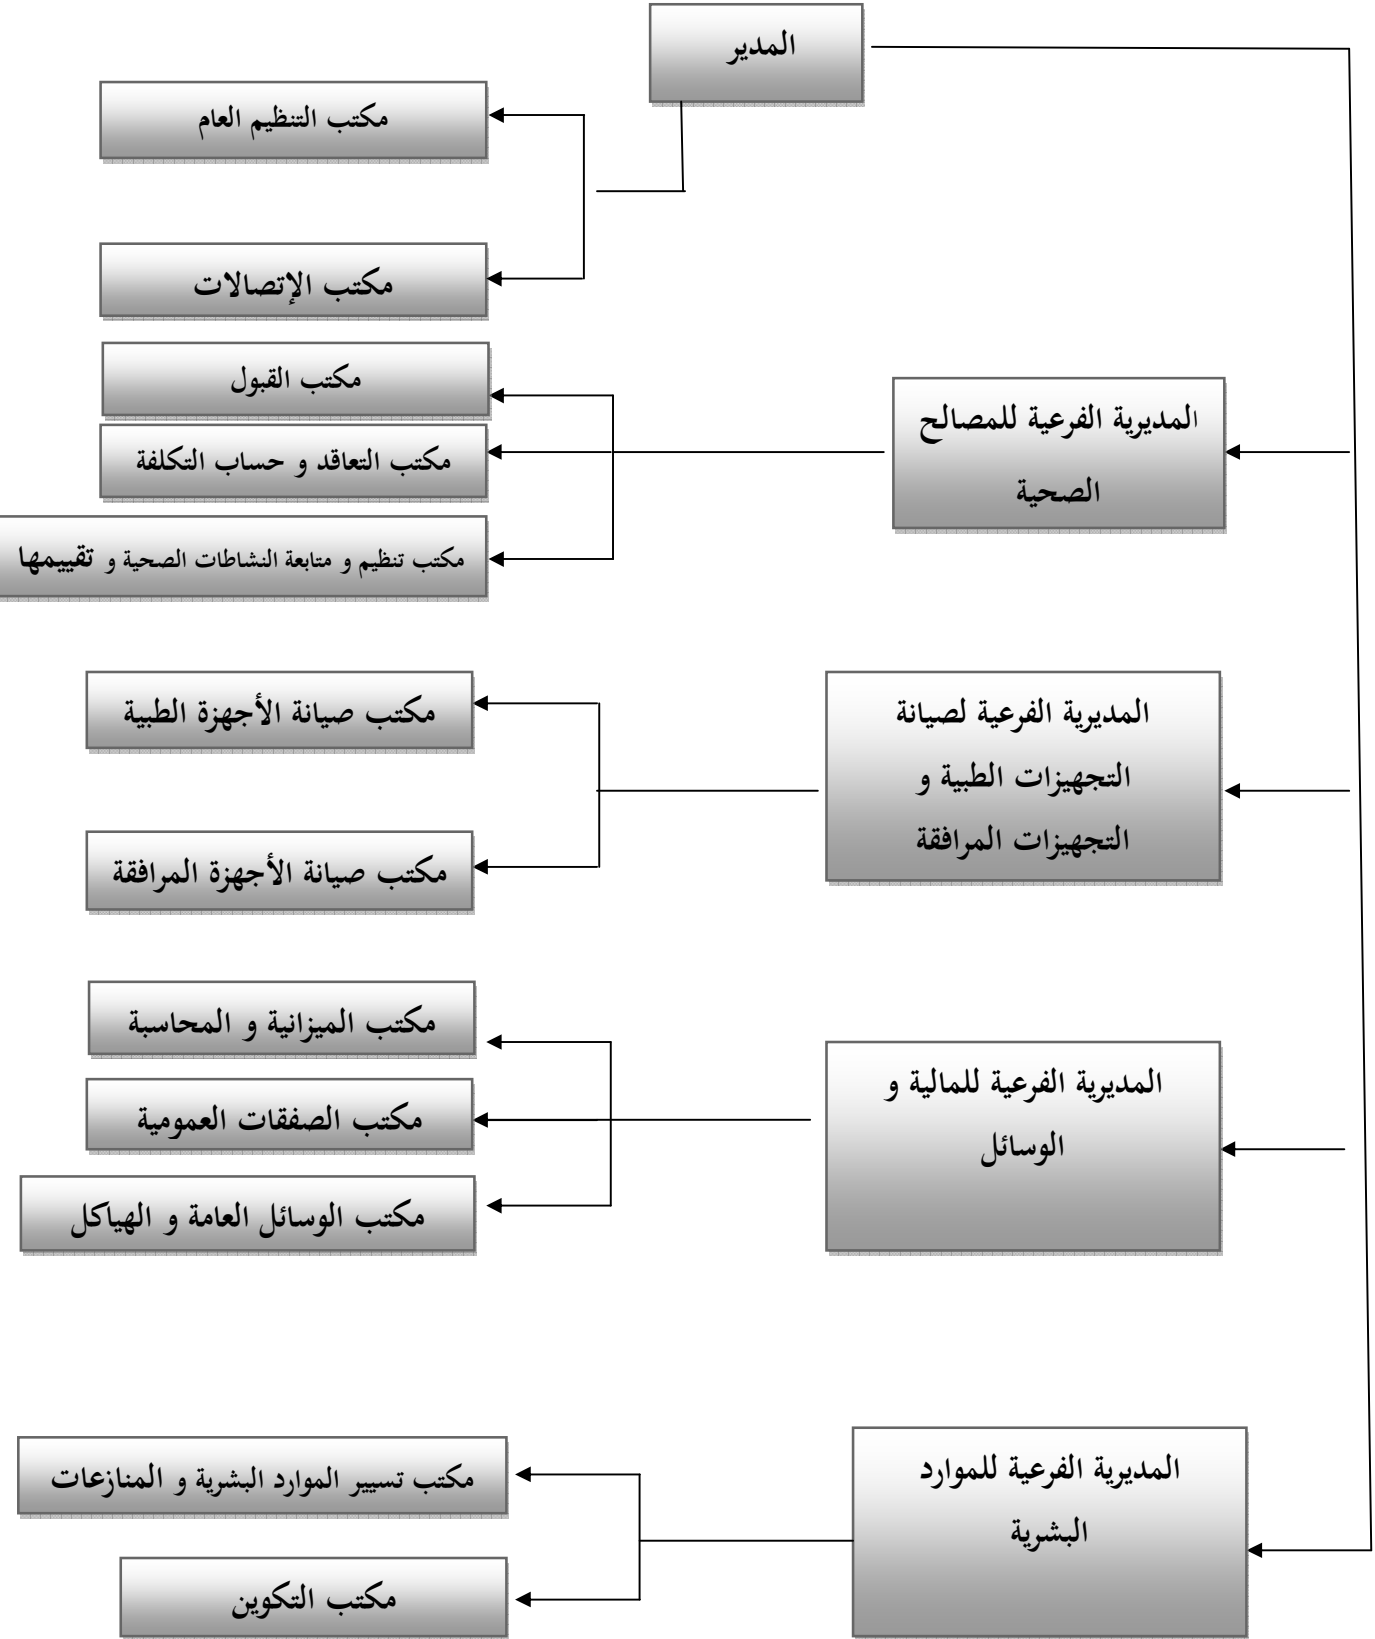 المدير
مكتب التنظيم العام
مكتب الإتصالات
المديرية الفرعية للمصالح
الصحية
مكتب القبول
مكتب التعاقد و حساب التكلفة
مكتب تنظيم و متابعة النشاطات الصحية و تقييمها
المديرية الفرعية لصيانة
التجهيزات الطبية و
التجهيزات المرافقة
مكتب صيانة الأجهزة الطبية
مكتب صيانة الأجهزة المرافقة
المديرية الفرعية للمالية و
الوسائل
مكتب الميزانية و المحاسبة
مكتب الصفقات العمومية
مكتب الوسائل العامة و الهياكل
المديرية الفرعية للموارد
البشرية
مكتب تسيير الموارد البشرية و المنازعات
مكتب التكوين